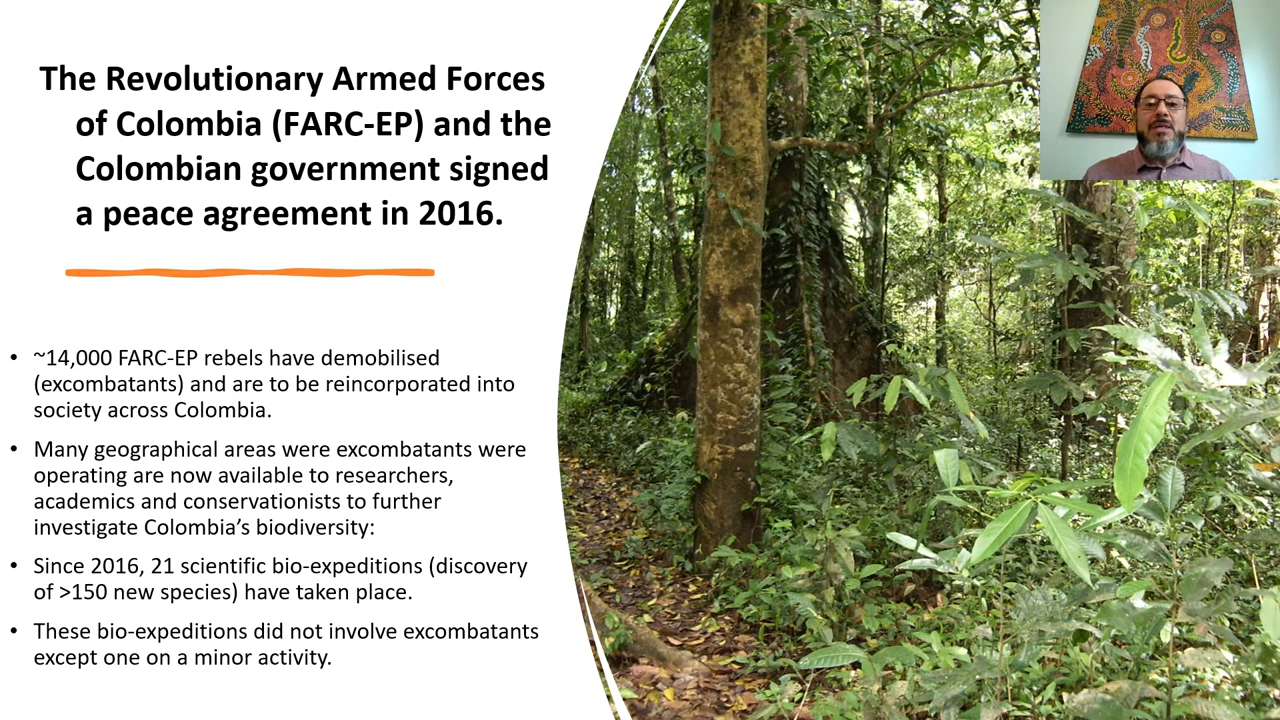 The Revolutionary Armed Forces
of Colombia (FARC-EP) and the
Colombian government signed
a peace agreement in 2016.
• ~14,000 FARC-EP rebels have demobilised
(excombatants) and are to be reincorporated into
society across Colombia.
• Many geographical areas were excombatants were
operating are now available to researchers,
academics and conservationists to further
investigate Colombia’s biodiversity:
• Since 2016, 21 scientific bio-expeditions (discovery
of >150 new species) have taken place.
• These bio-expeditions did not involve excombatants
except one on a minor activity.